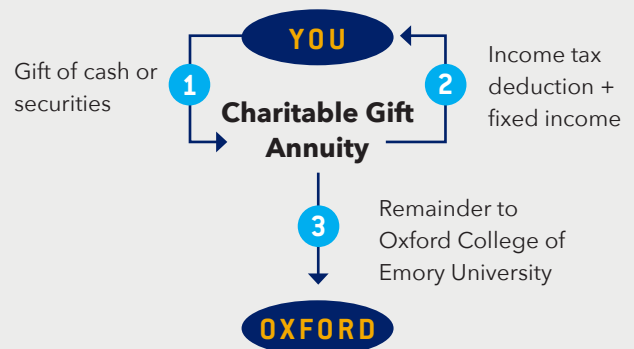 YOU
Gift of cash or
securities
1
2
Income tax
deduction +
fixed income
Charitable Gift
Annuity
3
Remainder to
Oxford College of
Emory University
OXFORD